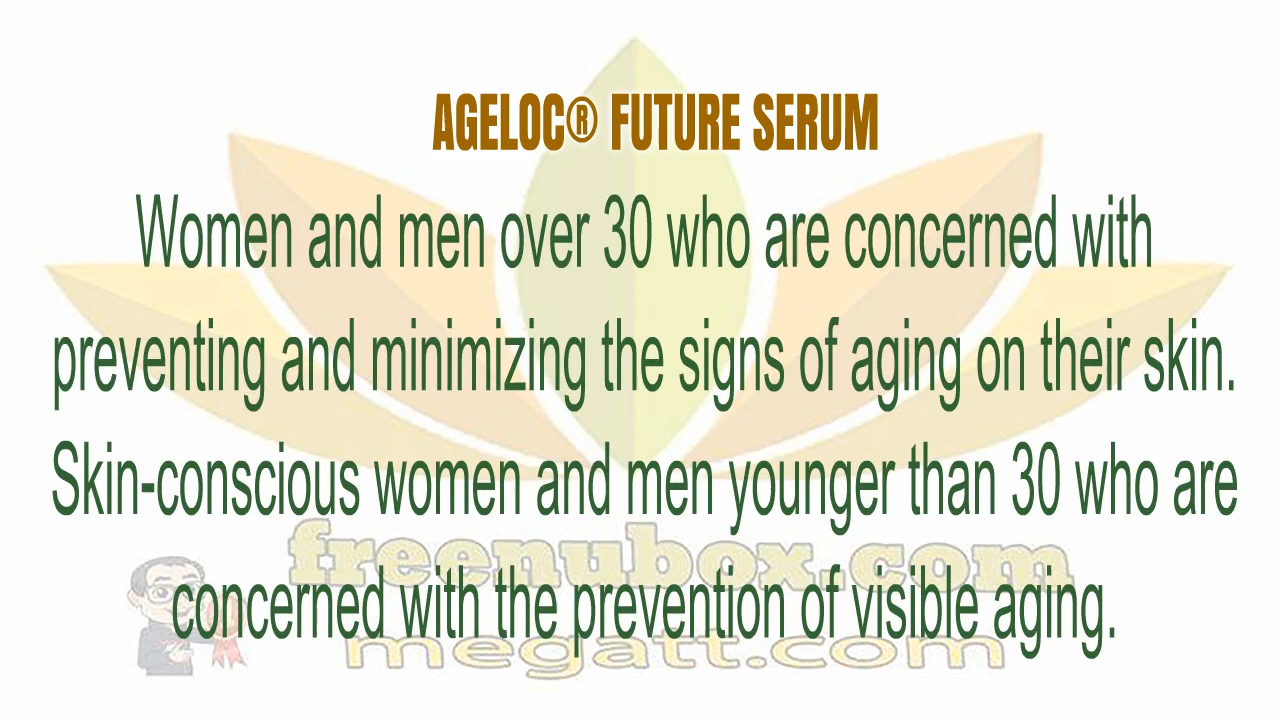 AGELOC® FUTURE SERUM
Women and men over 30 who are concerned with
preventing and minimizing the signs of aging on their skin.
Skin-conscious women and men younger than 30 who are
freenubox.com
concerned with the prevention of visible aging.
megatt.com